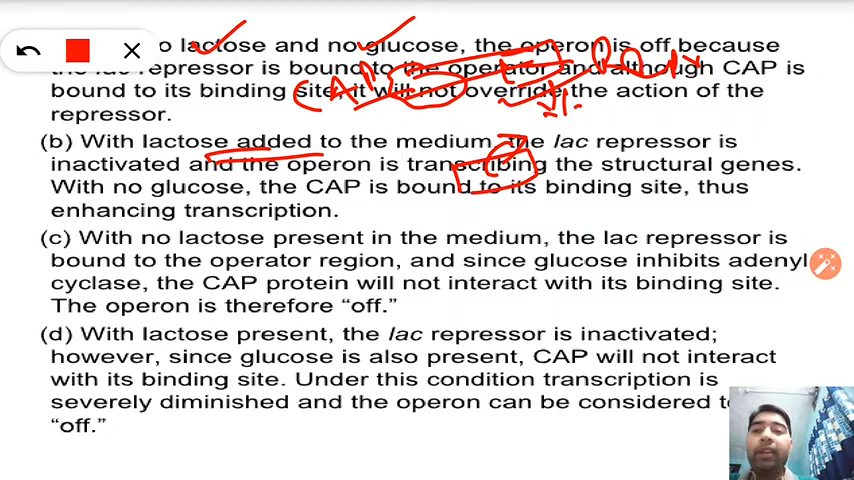 o lactose and no glucose, the operon is off because
the lac repressor is bound to the operator and although CAP is
bound to its binding site, it will not override the action of the
repressor.
(b) With lactose added to the medium, the lac repressor is
inactivated and the operon is transcribing the structural genes.
With no glucose, the CAP is bound to its binding site, thus
enhancing transcription.
(c) With no lactose present in the medium, the lac repressor is
bound to the operator region, and since glucose inhibits adenyl
cyclase, the CAP protein will not interact with its binding site.
The operon is therefore “off.”
(d) With lactose present, the lac repressor is inactivated;
however, since glucose is also present, CAP will not interact
with its binding site. Under this condition transcription is
severely diminished and the operon can be considered
“off.”
CAP